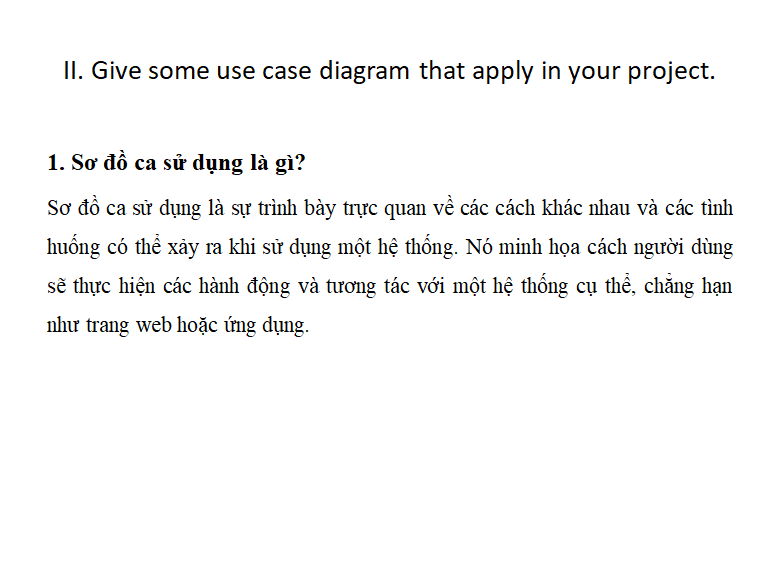 II. Give some use case diagram that apply in your project.
1. Sơ đồ ca sử dụng là gì?
Sơ đồ ca sử dụng là sự trình bày trực quan về các cách khác nhau và các tình
huống có thể xảy ra khi sử dụng một hệ thống. Nó minh họa cách người dùng
sẽ thực hiện các hành động và tương tác với một hệ thống cụ thể, chẳng hạn
như trang web hoặc ứng dụng.